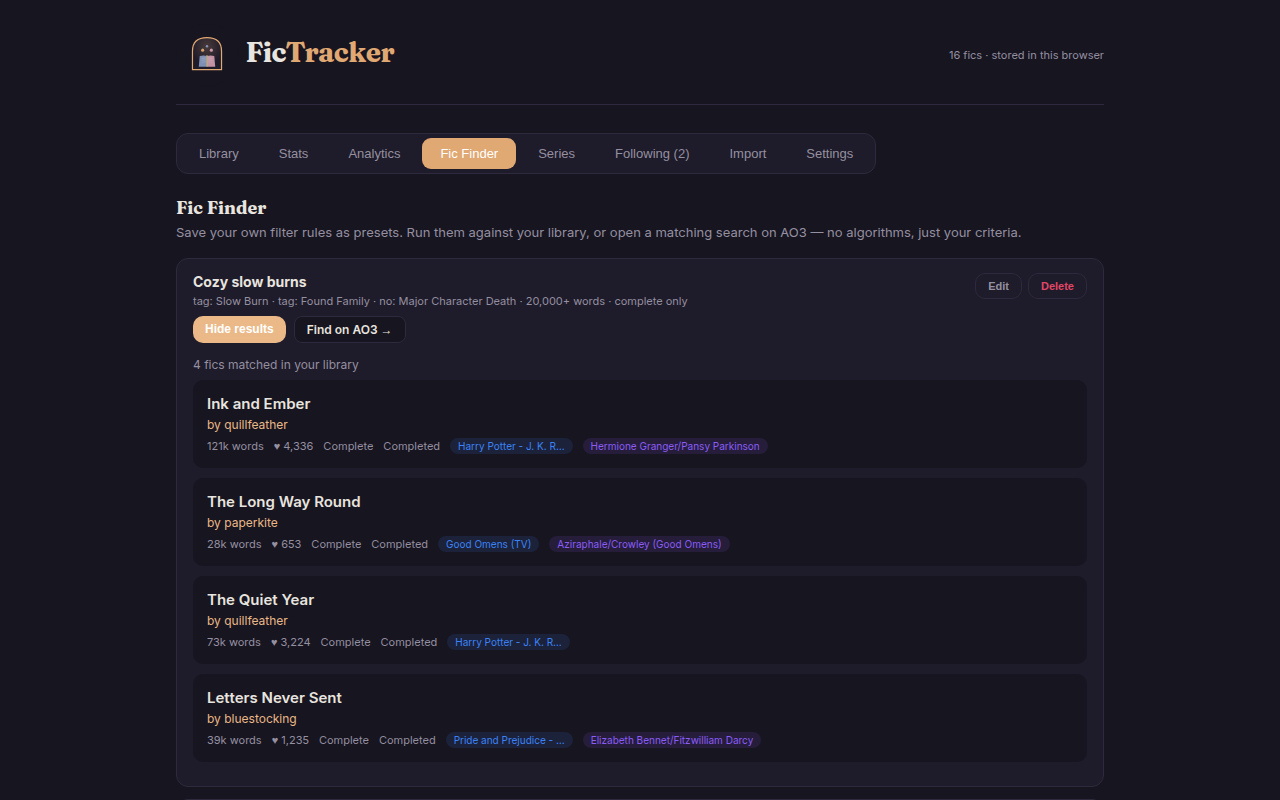 FicTracker
16 fics · stored in this browser
Library Stats Analytics Fic Finder Series Following (2) Import Settings
Fic Finder
Save your own filter rules as presets. Run them against your library, or open a matching search on AO3 — no algorithms, just your criteria.
Cozy slow burns
Edit Delete
tag: Slow Burn · tag: Found Family · no: Major Character Death · 20,000+ words · complete only
Hide results Find on AO3 →
4 fics matched in your library
Ink and Ember
by quillfeather
121k words ♥ 4,336 Complete Completed Harry Potter - J. K. R... Hermione Granger/Pansy Parkinson
The Long Way Round
by paperkite
28k words ♥ 653 Complete Completed Good Omens (TV) Aziraphale/Crowley (Good Omens)
The Quiet Year
by quillfeather
73k words ♥ 3,224 Complete Completed Harry Potter - J. K. R...
Letters Never Sent
by bluestocking
39k words ♥ 1,235 Complete Completed Pride and Prejudice - ... Elizabeth Bennet/Fitzwilliam Darcy